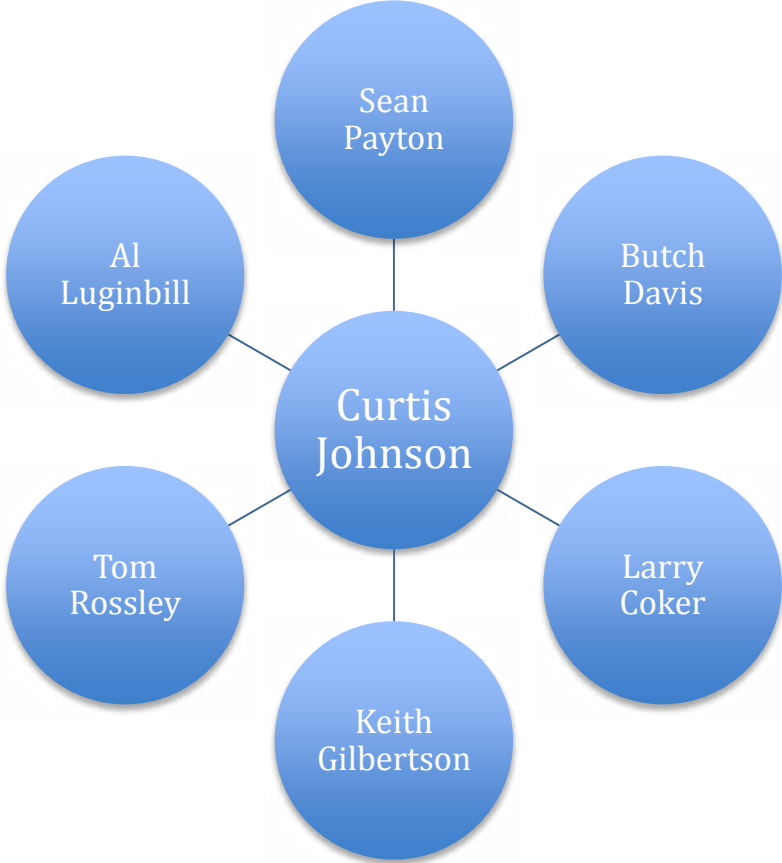 Sean
Payton
Al
Luginbill
Butch
Davis
Curtis
Johnson
Tom
Rossley
Larry
Coker
Keith
Gilbertson